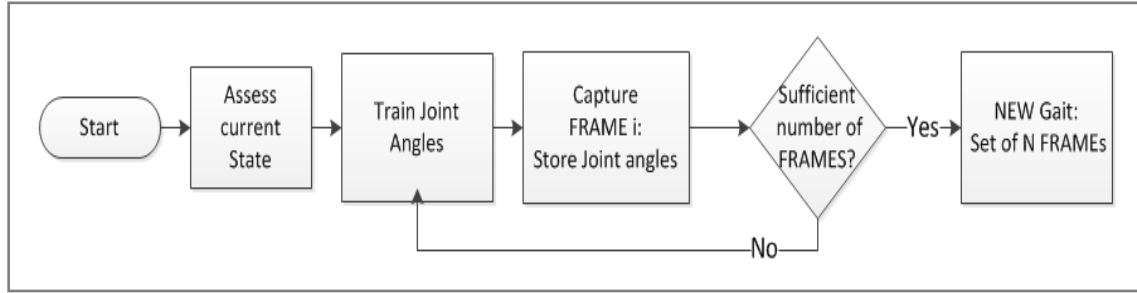 Start
Assess
current
State
Train Joint
Angles
Capture
FRAME i:
Store Joint angles
Sufficient
number of
FRAMES?
Yes
NEW Gait:
Set of N FRAMEs
No